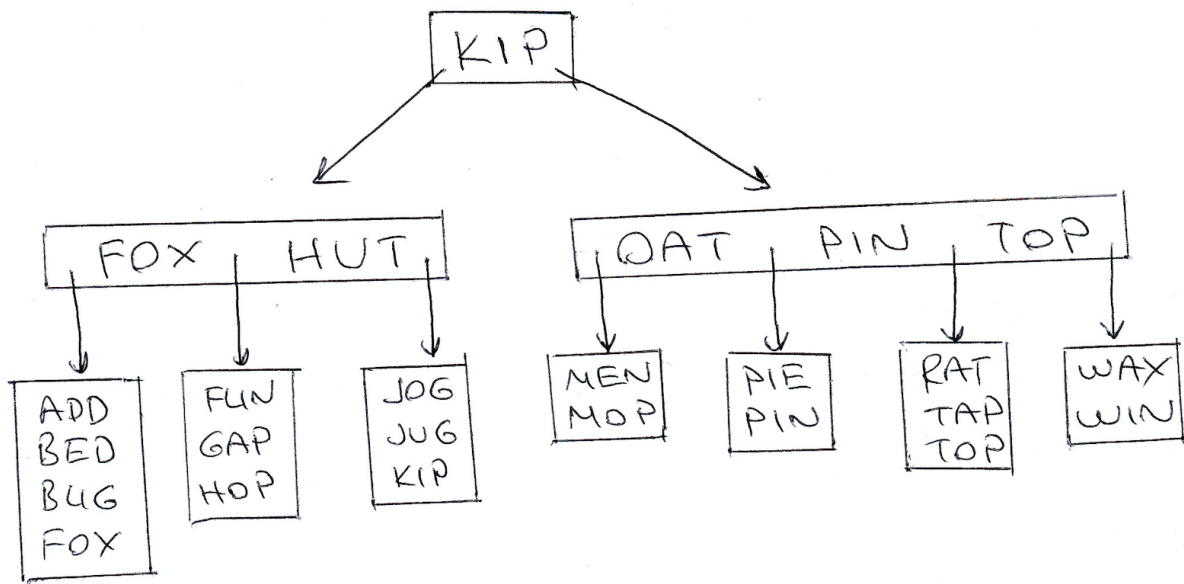 KIP
FOX HUT
OAT PIN TOP
ADD
BED
BUG
FOX
FUN
GAP
HOP
JOG
JUG
KIP
MEN
MOP
PIE
PIN
RAT
TAP
TOP
WAX
WIN